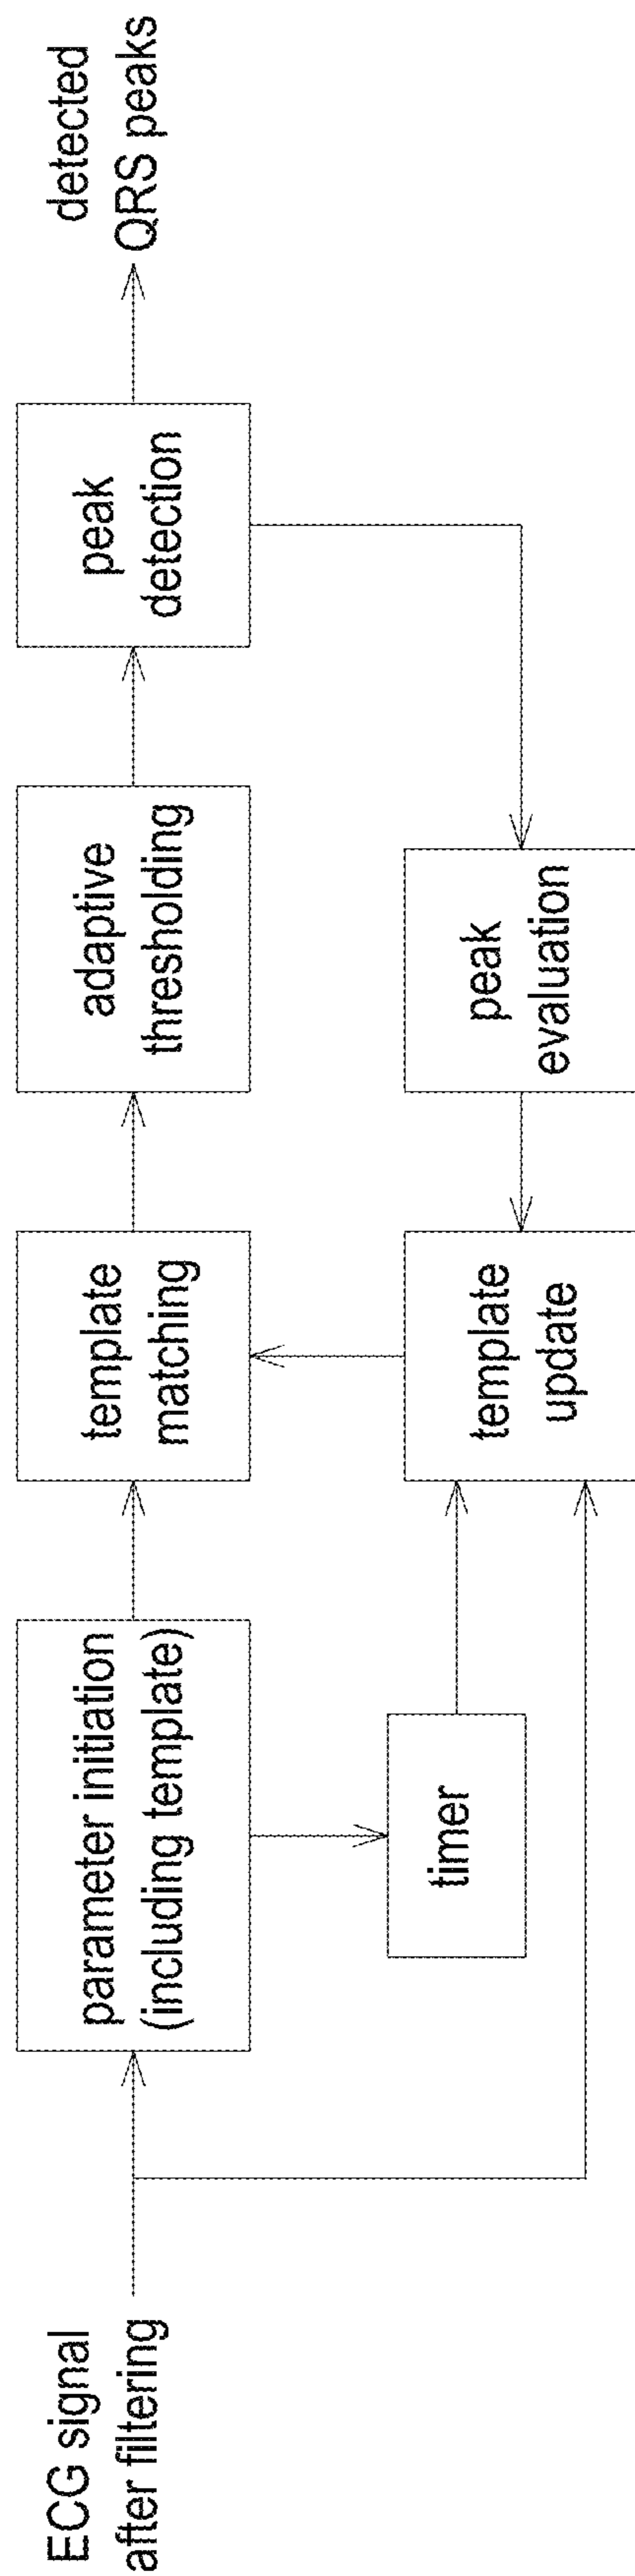 ECG signal
after filtering
parameter initiation
(including template)
template
matching
adaptive
thresholding
peak
detection
detected
QRS peaks
timer
template
update
peak
evaluation